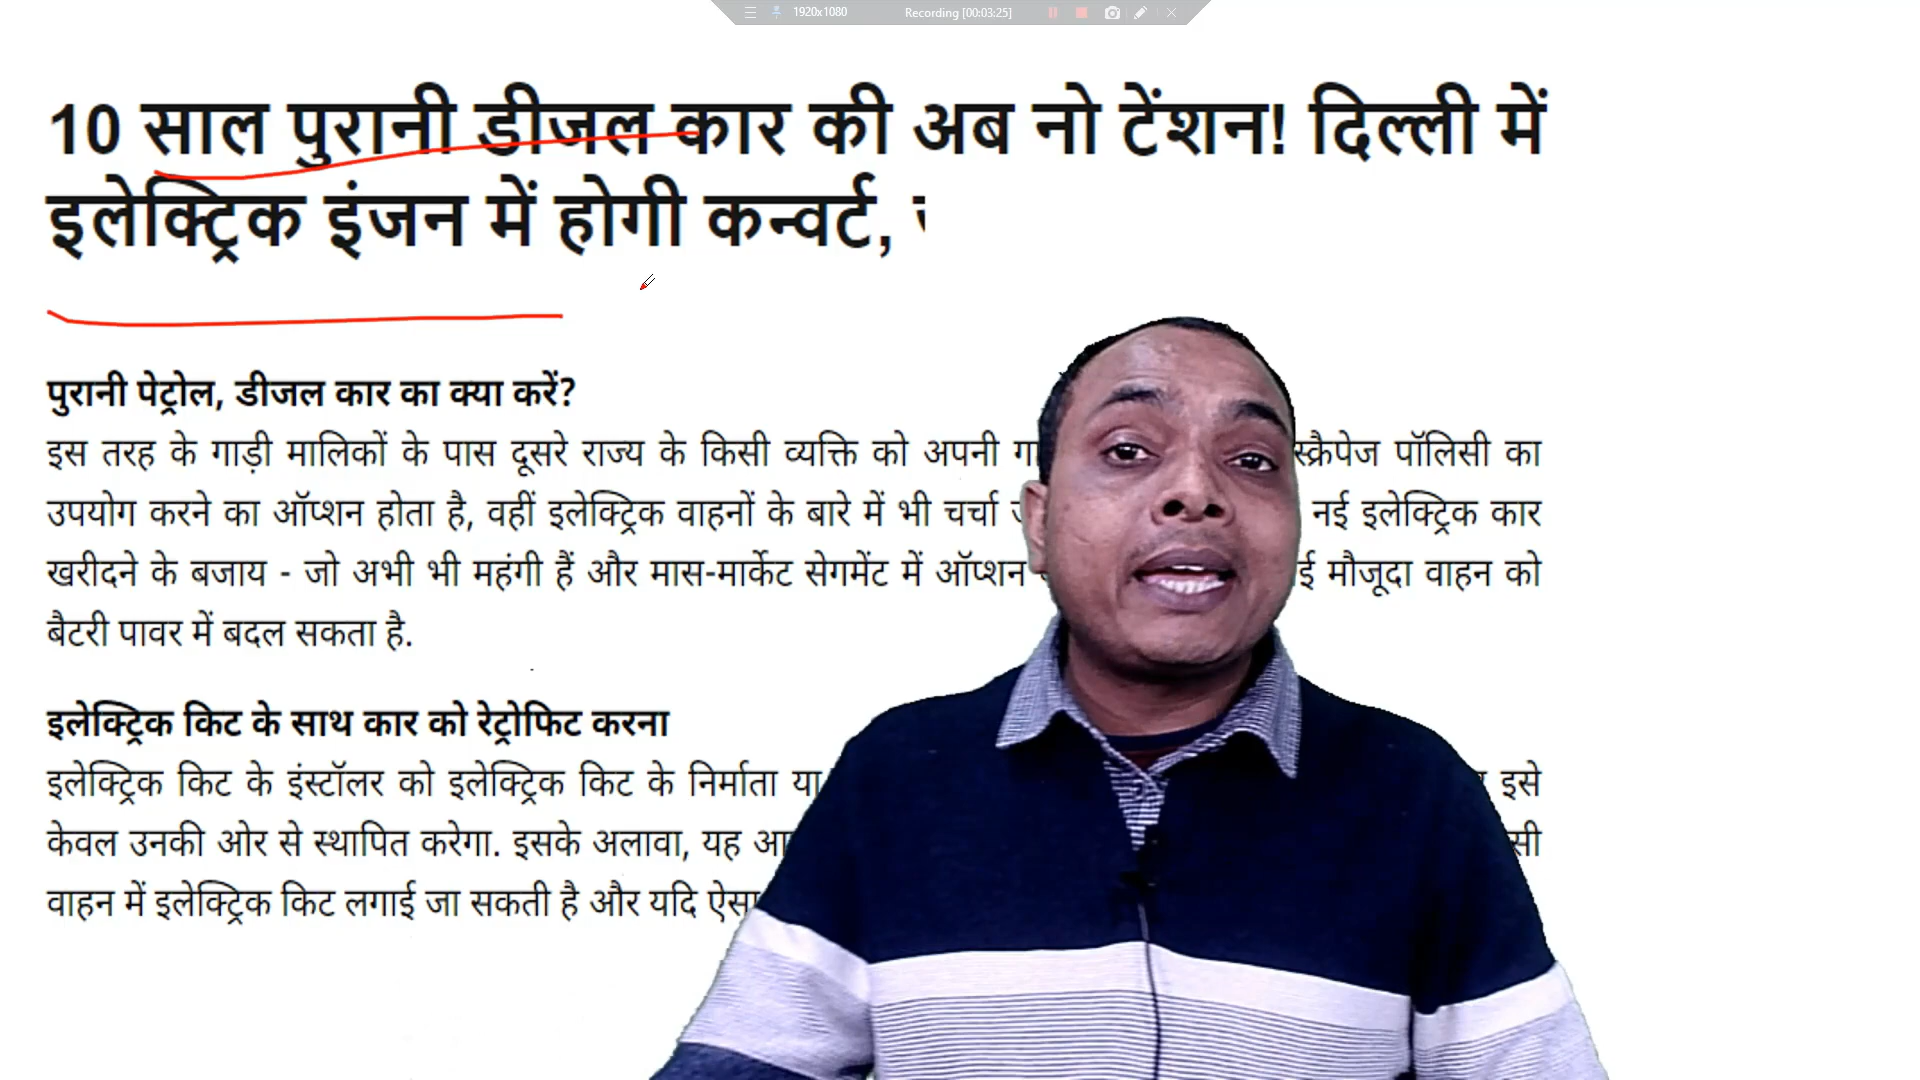 1920x1080 Recording [00:03:25]
10 साल पुरानी डीजल कार की अब नो टेंशन! दिल्ली में
इलेक्ट्रिक इंजन में होगी कन्वर्ट,
पुरानी पेट्रोल, डीजल कार का क्या करें?
इस तरह के गाड़ी मालिकों के पास दूसरे राज्य के किसी व्यक्ति को अपनी स्क्रैपेज पॉलिसी का
उपयोग करने का ऑप्शन होता है, वहीं इलेक्ट्रिक वाहनों के बारे में भी चर्चा नई इलेक्ट्रिक कार
खरीदने के बजाय - जो अभी भी महंगी हैं और मास-मार्केट सेगमेंट में ऑप्शन मौजूदा वाहन को
बैटरी पावर में बदल सकता है.
इलेक्ट्रिक किट के साथ कार को रेट्रोफिट करना
इलेक्ट्रिक किट के इंस्टॉलर को इलेक्ट्रिक किट के निर्माता या इसे
केवल उनकी ओर से स्थापित करेगा. इसके अलावा, यह
वाहन में इलेक्ट्रिक किट लगाई जा सकती है और यदि ऐसा